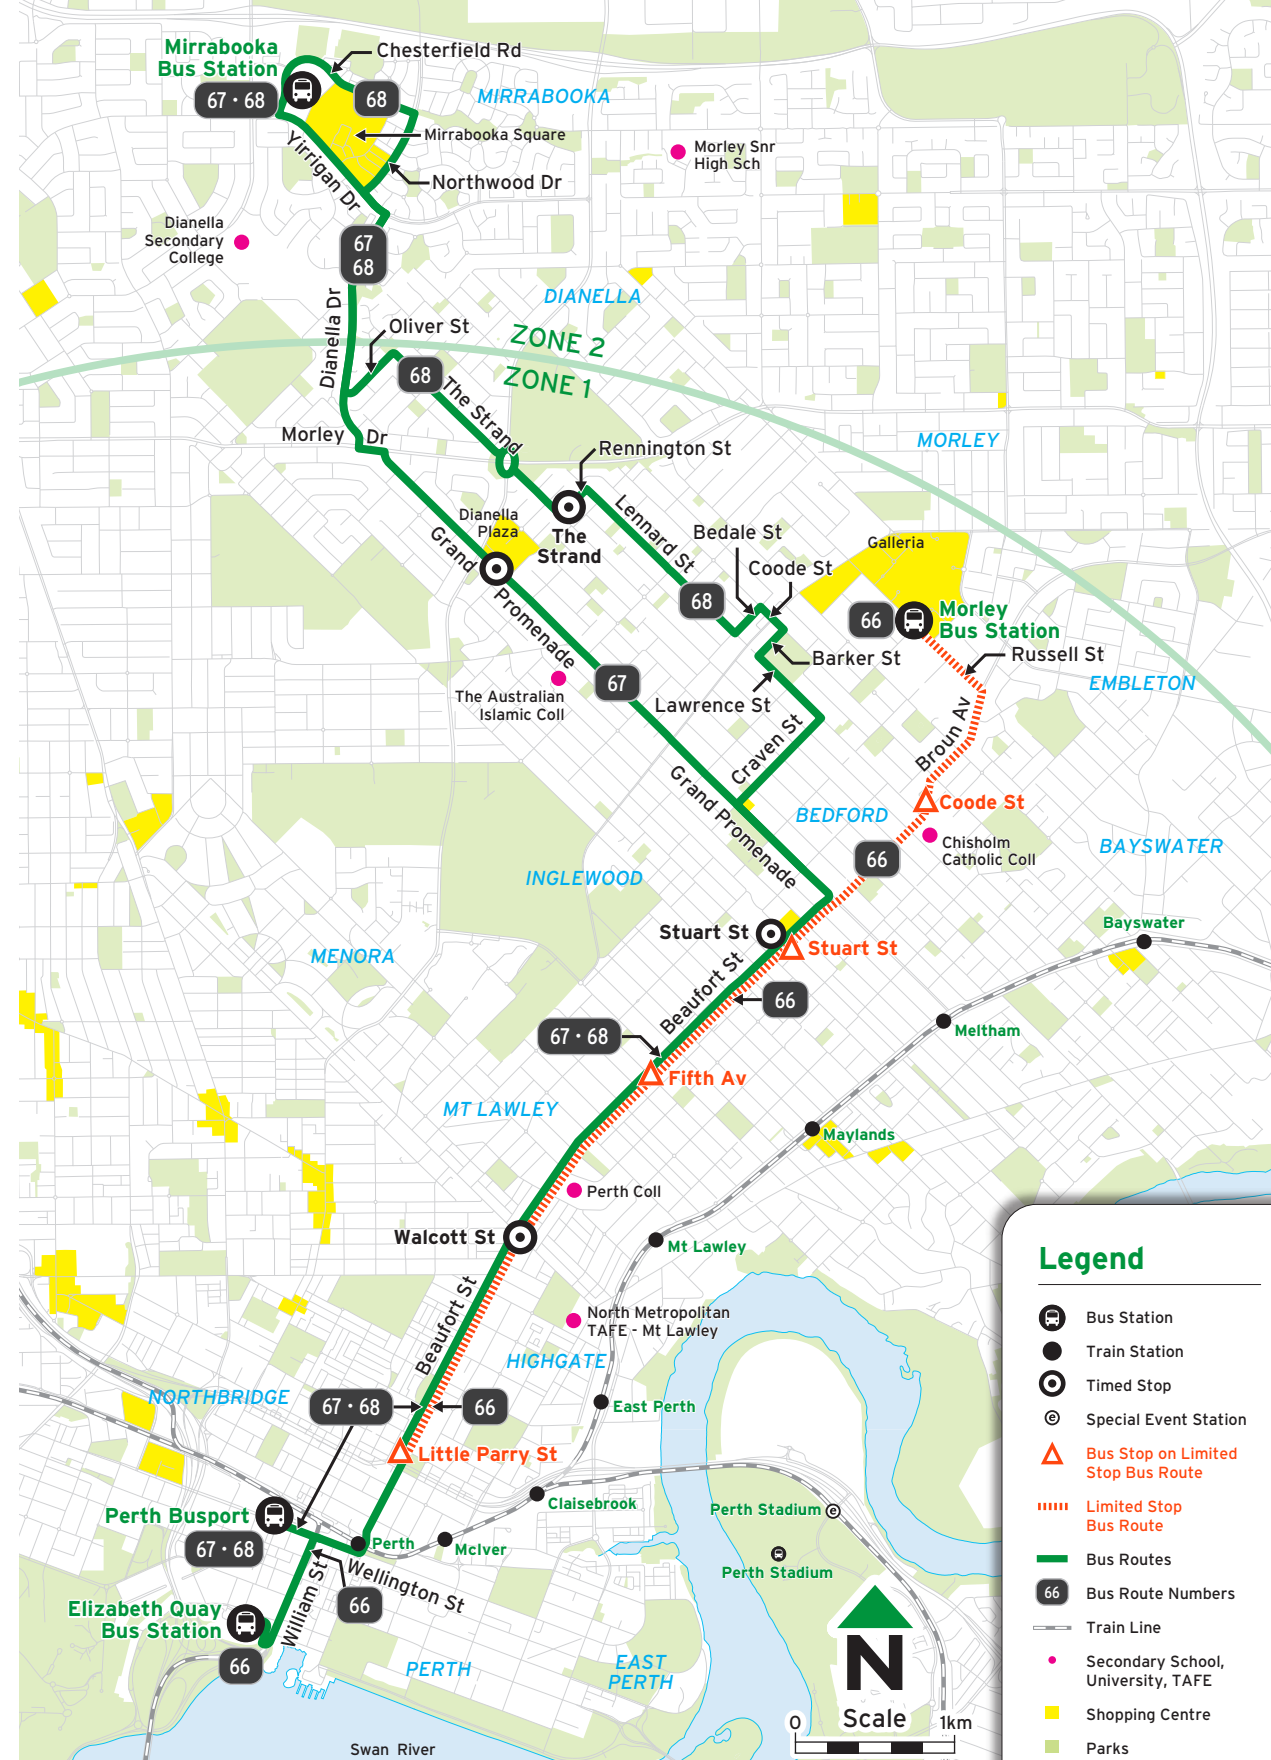 Mirrabooka
Bus Station
67 • 68
Chesterfield Rd
68
MIRRABOOKA
Mirrabooka Square
Yirrigan Dr
Northwood Dr
Morley Snr
High Sch
Dianella
Secondary
College
67
68
DIANELLA
Dianella Dr
Oliver St
ZONE 2
ZONE 1
68
The Strand
Morley Dr
MORLEY
Rennington St
Dianella
Plaza
The
Strand
Lennard St
Bedale St
Coode St
Galleria
Grand
Promenade
68
66
Morley
Bus Station
Barker St
Russell St
The Australian
Islamic Coll
67
Lawrence St
EMBLETON
Craven St
Broun Av
Grand Promenade
Coode St
BEDFORD
Chisholm
Catholic Coll
BAYSWATER
66
INGLEWOOD
Bayswater
Stuart St
Stuart St
MENORA
Beaufort St
66
Meltham
67 • 68
Fifth Av
MT LAWLEY
Maylands
Perth Coll
Walcott St
Mt Lawley
Beaufort St
North Metropolitan
TAFE - Mt Lawley
HIGHGATE
NORTHBRIDGE
67 • 68
66
East Perth
Little Parry St
Claisebrook
Perth Busport
67 • 68
Perth
McIver
Perth Stadium
e
Perth Stadium
Wellington St
William St
66
Elizabeth Quay
Bus Station
66
PERTH
EAST
PERTH
N
Scale
0
1km
Swan River
Legend
Bus Station
Train Station
Timed Stop
e
Special Event Station
Bus Stop on Limited
Stop Bus Route
Limited Stop
Bus Route
Bus Routes
66
Bus Route Numbers
Train Line
Secondary School,
University, TAFE
Shopping Centre
Parks